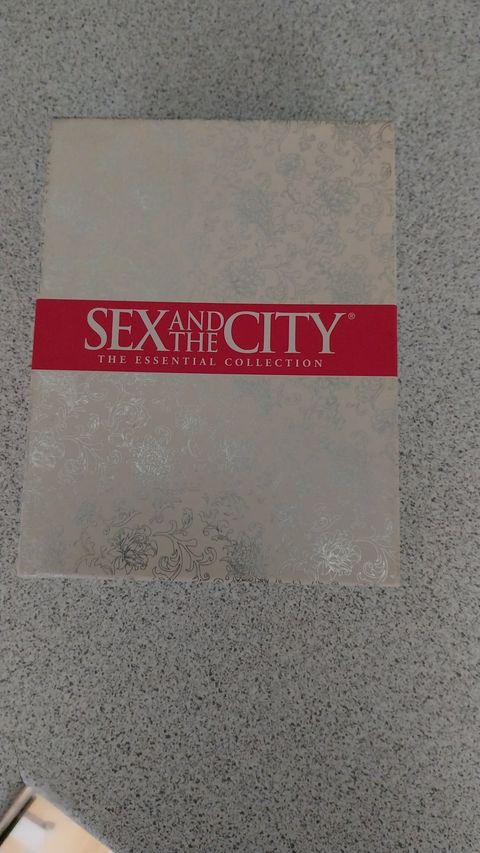 SEX AND THE CITY®
THE ESSENTIAL COLLECTION